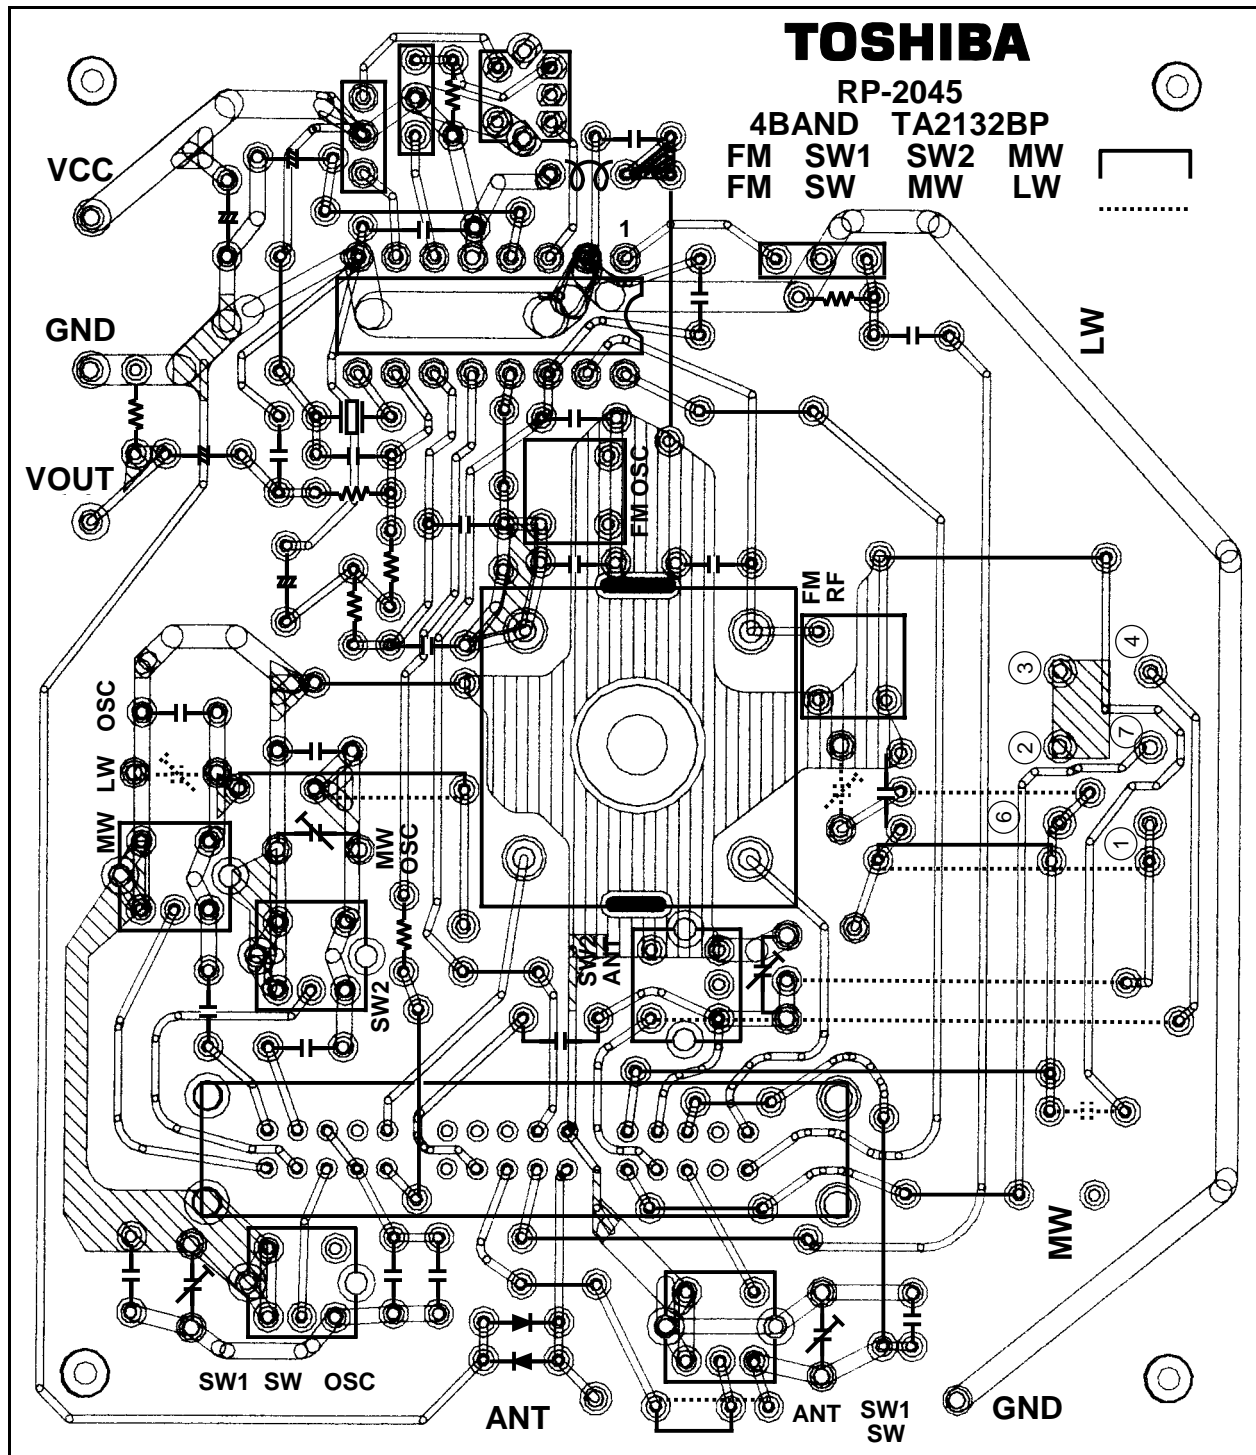 TOSHIBA
RP-2045
4BAND TA2132BP
FM SW1 SW2 MW
FM SW MW LW
VCC
1
GND
LW
VOUT
FM OSC
FM
RF
3
4
2
7
6
1
OSC
LW
MW
MW
OSC
SW2
ANT
SW2
MW
SW1 SW OSC
ANT
ANT
SW1
SW
GND